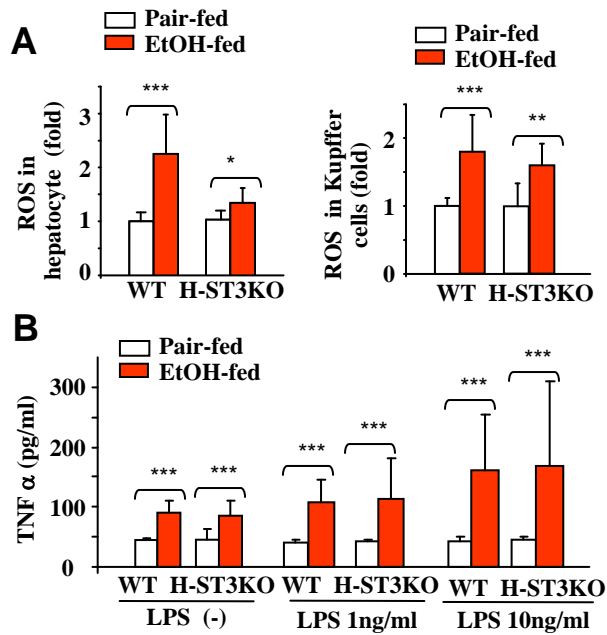 A
Pair-fed
EtOH-fed
ROS in
hepatocyte (fold)
3
2
1
0
***
*
WT H-ST3KO
Pair-fed
EtOH-fed
ROS in Kupffer
cells (fold)
2
1
0
***
**
WT H-ST3KO
B
Pair-fed
EtOH-fed
TNF α (pg/ml)
300
200
100
0
*** ***
*** ***
*** ***
WT H-ST3KO WT H-ST3KO WT H-ST3KO
LPS (-) LPS 1ng/ml LPS 10ng/ml